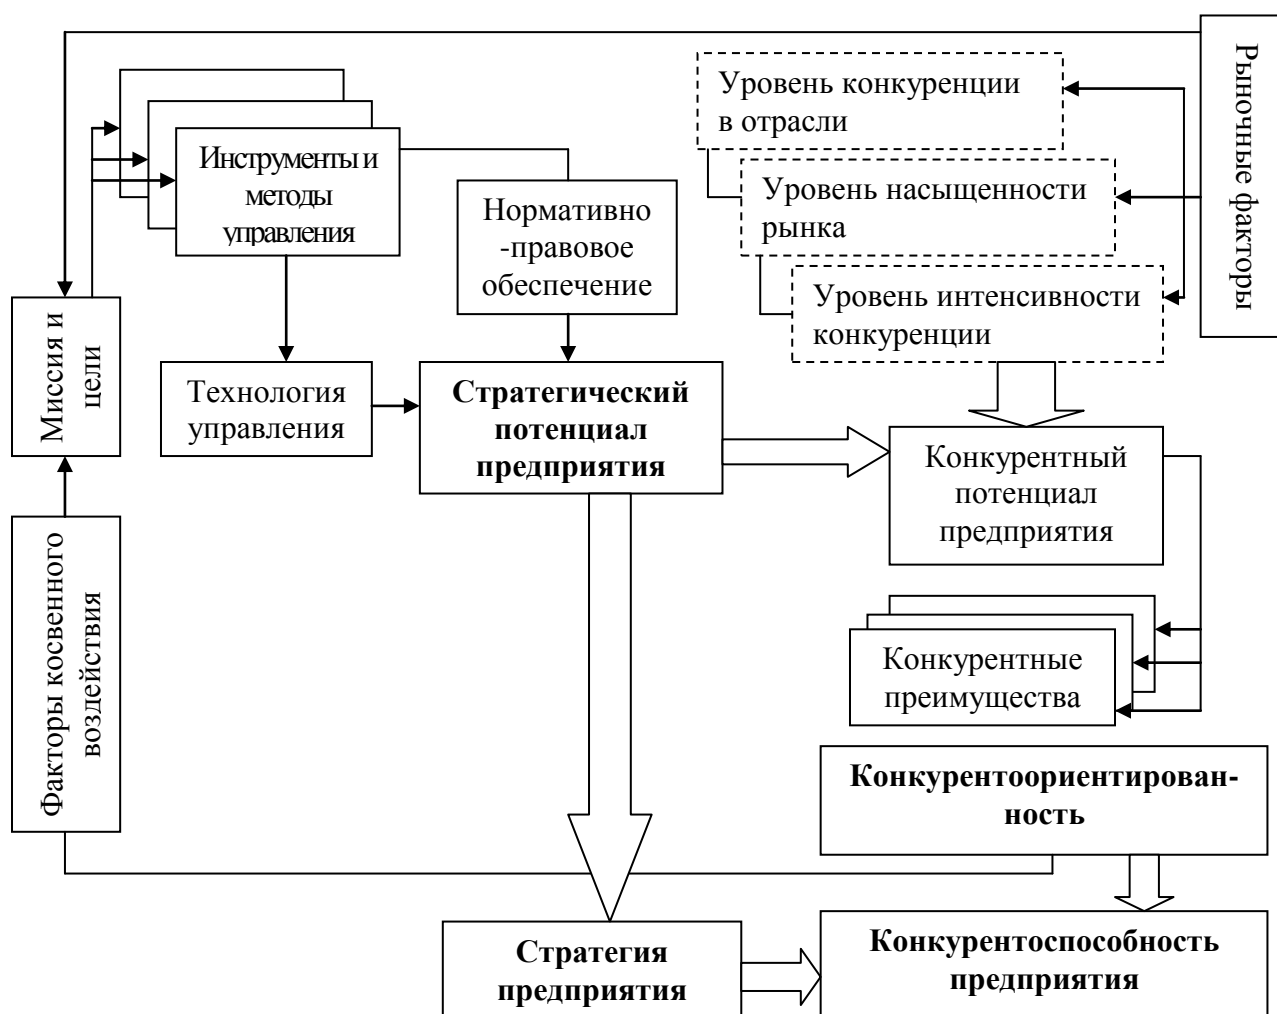 Рыночные факторы
Уровень конкуренции
в отрасли
Инструменты и
методы
управления
Уровень насыщенности
рынка
Нормативно
-правовое
обеспечение
Уровень интенсивности
конкуренции
Миссия и
цели
Технология
управления
Стратегический
потенциал
предприятия
Конкурентный
потенциал
предприятия
Факторы косвенного
воздействия
Конкурентные
преимущества
Конкурентоориентирован-
ность
Стратегия
предприятия
Конкурентоспособность
предприятия